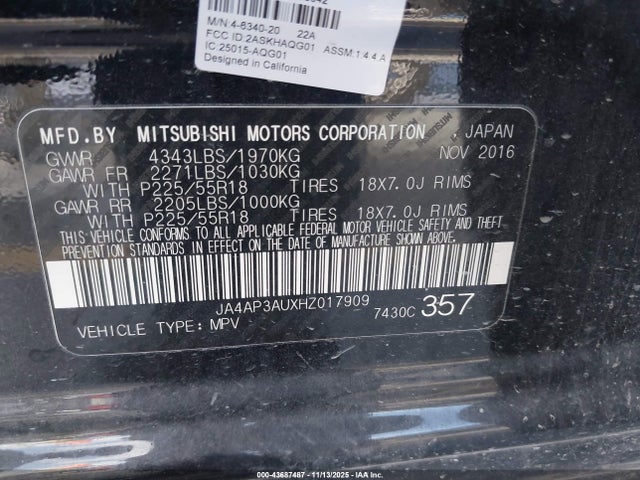 M/N:4-6340-20 22A
FCC ID:2ASKHAQG01 ASSM:1.4.4.A
IC:25015-AQG01
Designed in California
MFD.BY MITSUBISHI MOTORS CORPORATION , JAPAN
GVWR 4343LBS/1970KG NOV 2016
GAWR FR 2271LBS/1030KG
WITH P225/55R18 TIRES 18X7.0J RIMS
GAWR RR 2205LBS/1000KG
WITH P225/55R18 TIRES 18X7.0J RIMS
THIS VEHICLE CONFORMS TO ALL APPLICABLE FEDERAL MOTOR VEHICLE SAFETY AND THEFT
PREVENTION STANDARDS IN EFFECT ON THE DATE OF MANUFACTURE SHOWN ABOVE.
JA4AP3AUXHZ017909
VEHICLE TYPE: MPV 7430C 357
© 43687487 - 11/13/2025 - IAAI.com